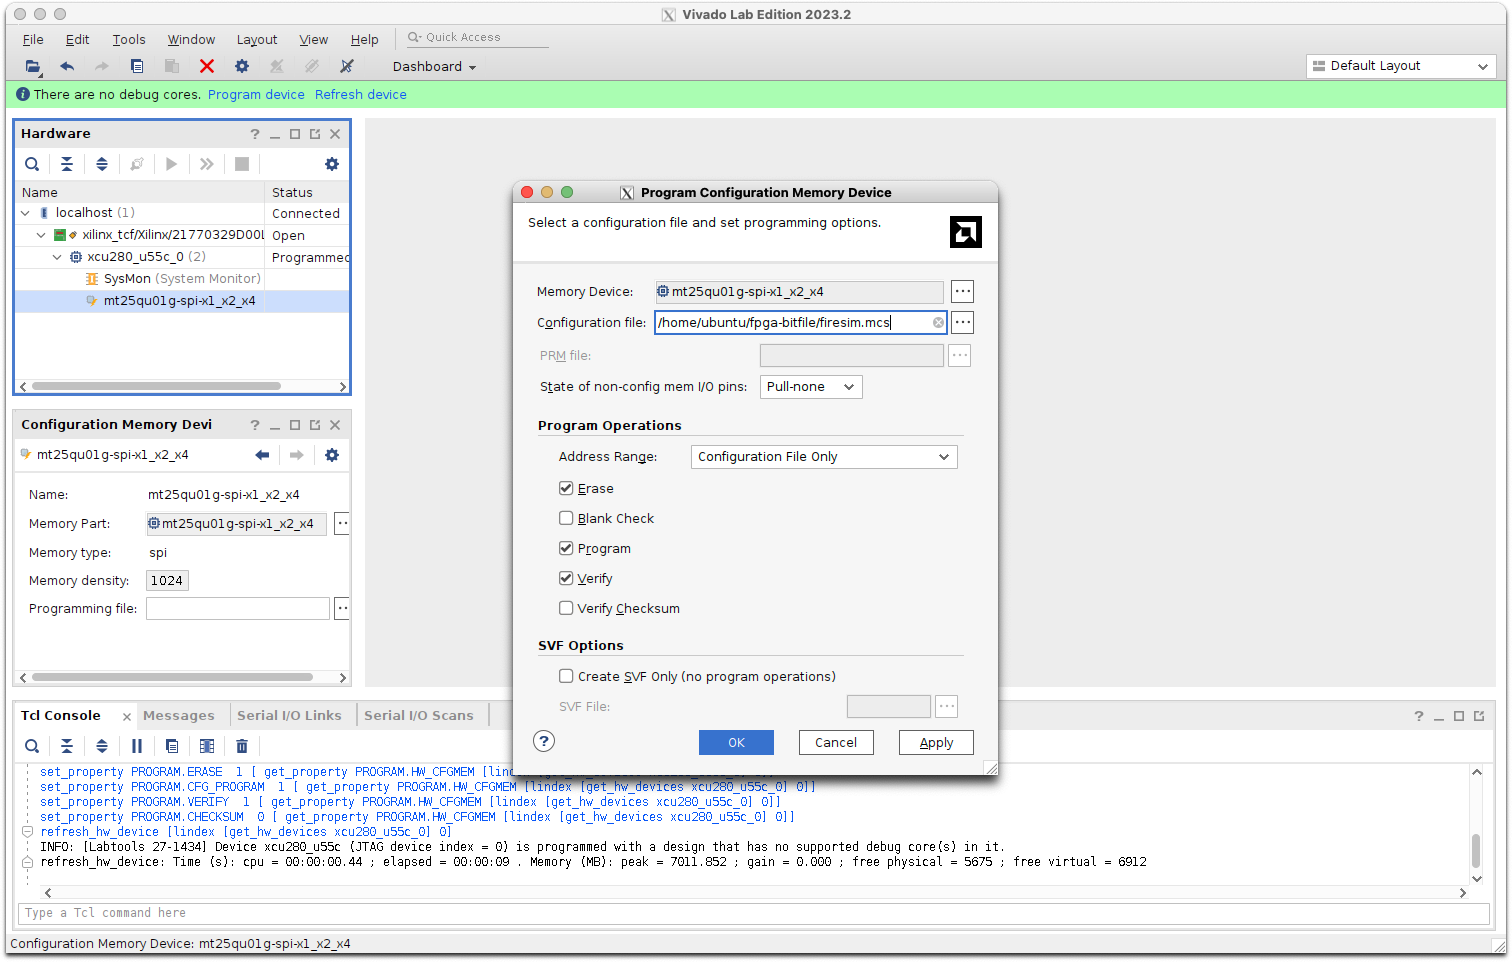 Vivado Lab Edition 2023.2
File Edit Tools Window Layout View Help Quick Access
Dashboard
Default Layout
There are no debug cores. Program device Refresh device
Hardware
Name Status
localhost (1) Connected
xilinx_tcf/Xilinx/21770329D00L Open
xcu280_u55c_0 (2) Programmed
SysMon (System Monitor)
mt25qu01g-spi-x1_x2_x4
Configuration Memory Devi
mt25qu01g-spi-x1_x2_x4
Name: mt25qu01g-spi-x1_x2_x4
Memory Part: mt25qu01g-spi-x1_x2_x4
Memory type: spi
Memory density: 1024
Programming file:
Program Configuration Memory Device
Select a configuration file and set programming options.
Memory Device: mt25qu01g-spi-x1_x2_x4
Configuration file: /home/ubuntu/fpga-bitfile/firesim.mcs
PRM file:
State of non-config mem I/O pins: Pull-none
Program Operations
Address Range: Configuration File Only
Erase
Blank Check
Program
Verify
Verify Checksum
SVF Options
Create SVF Only (no program operations)
SVF File:
OK Cancel Apply
Tcl Console Messages Serial I/O Links Serial I/O Scans
set_property PROGRAM.ERASE 1 [ get_property PROGRAM.HW_CFGMEM [lin
set_property PROGRAM.CFG_PROGRAM 1 [ get_property PROGRAM.HW_CFGMEM [lindex [get_hw_devices xcu280_u55c_0] 0]]
set_property PROGRAM.VERIFY 1 [ get_property PROGRAM.HW_CFGMEM [lindex [get_hw_devices xcu280_u55c_0] 0]]
set_property PROGRAM.CHECKSUM 0 [ get_property PROGRAM.HW_CFGMEM [lindex [get_hw_devices xcu280_u55c_0] 0]]
refresh_hw_device [lindex [get_hw_devices xcu280_u55c_0] 0]
INFO: [Labtools 27-1434] Device xcu280_u55c (JTAG device index = 0) is programmed with a design that has no supported debug core(s) in it.
refresh_hw_device: Time (s): cpu = 00:00:00.44 ; elapsed = 00:00:09 . Memory (MB): peak = 7011.852 ; gain = 0.000 ; free physical = 5675 ; free virtual = 6912
Type a Tcl command here
Configuration Memory Device: mt25qu01g-spi-x1_x2_x4